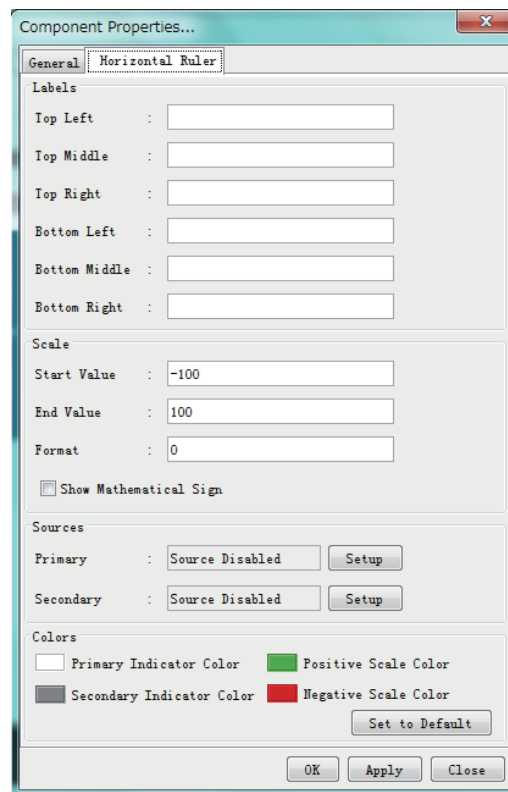 Component Properties...
General Horizontal Ruler
Labels
Top Left :
Top Middle :
Top Right :
Bottom Left :
Bottom Middle :
Bottom Right :
Scale
Start Value : -100
End Value : 100
Format : 0
Show Mathematical Sign
Sources
Primary : Source Disabled Setup
Secondary : Source Disabled Setup
Colors
Primary Indicator Color Positive Scale Color
Secondary Indicator Color Negative Scale Color
Set to Default
OK Apply Close